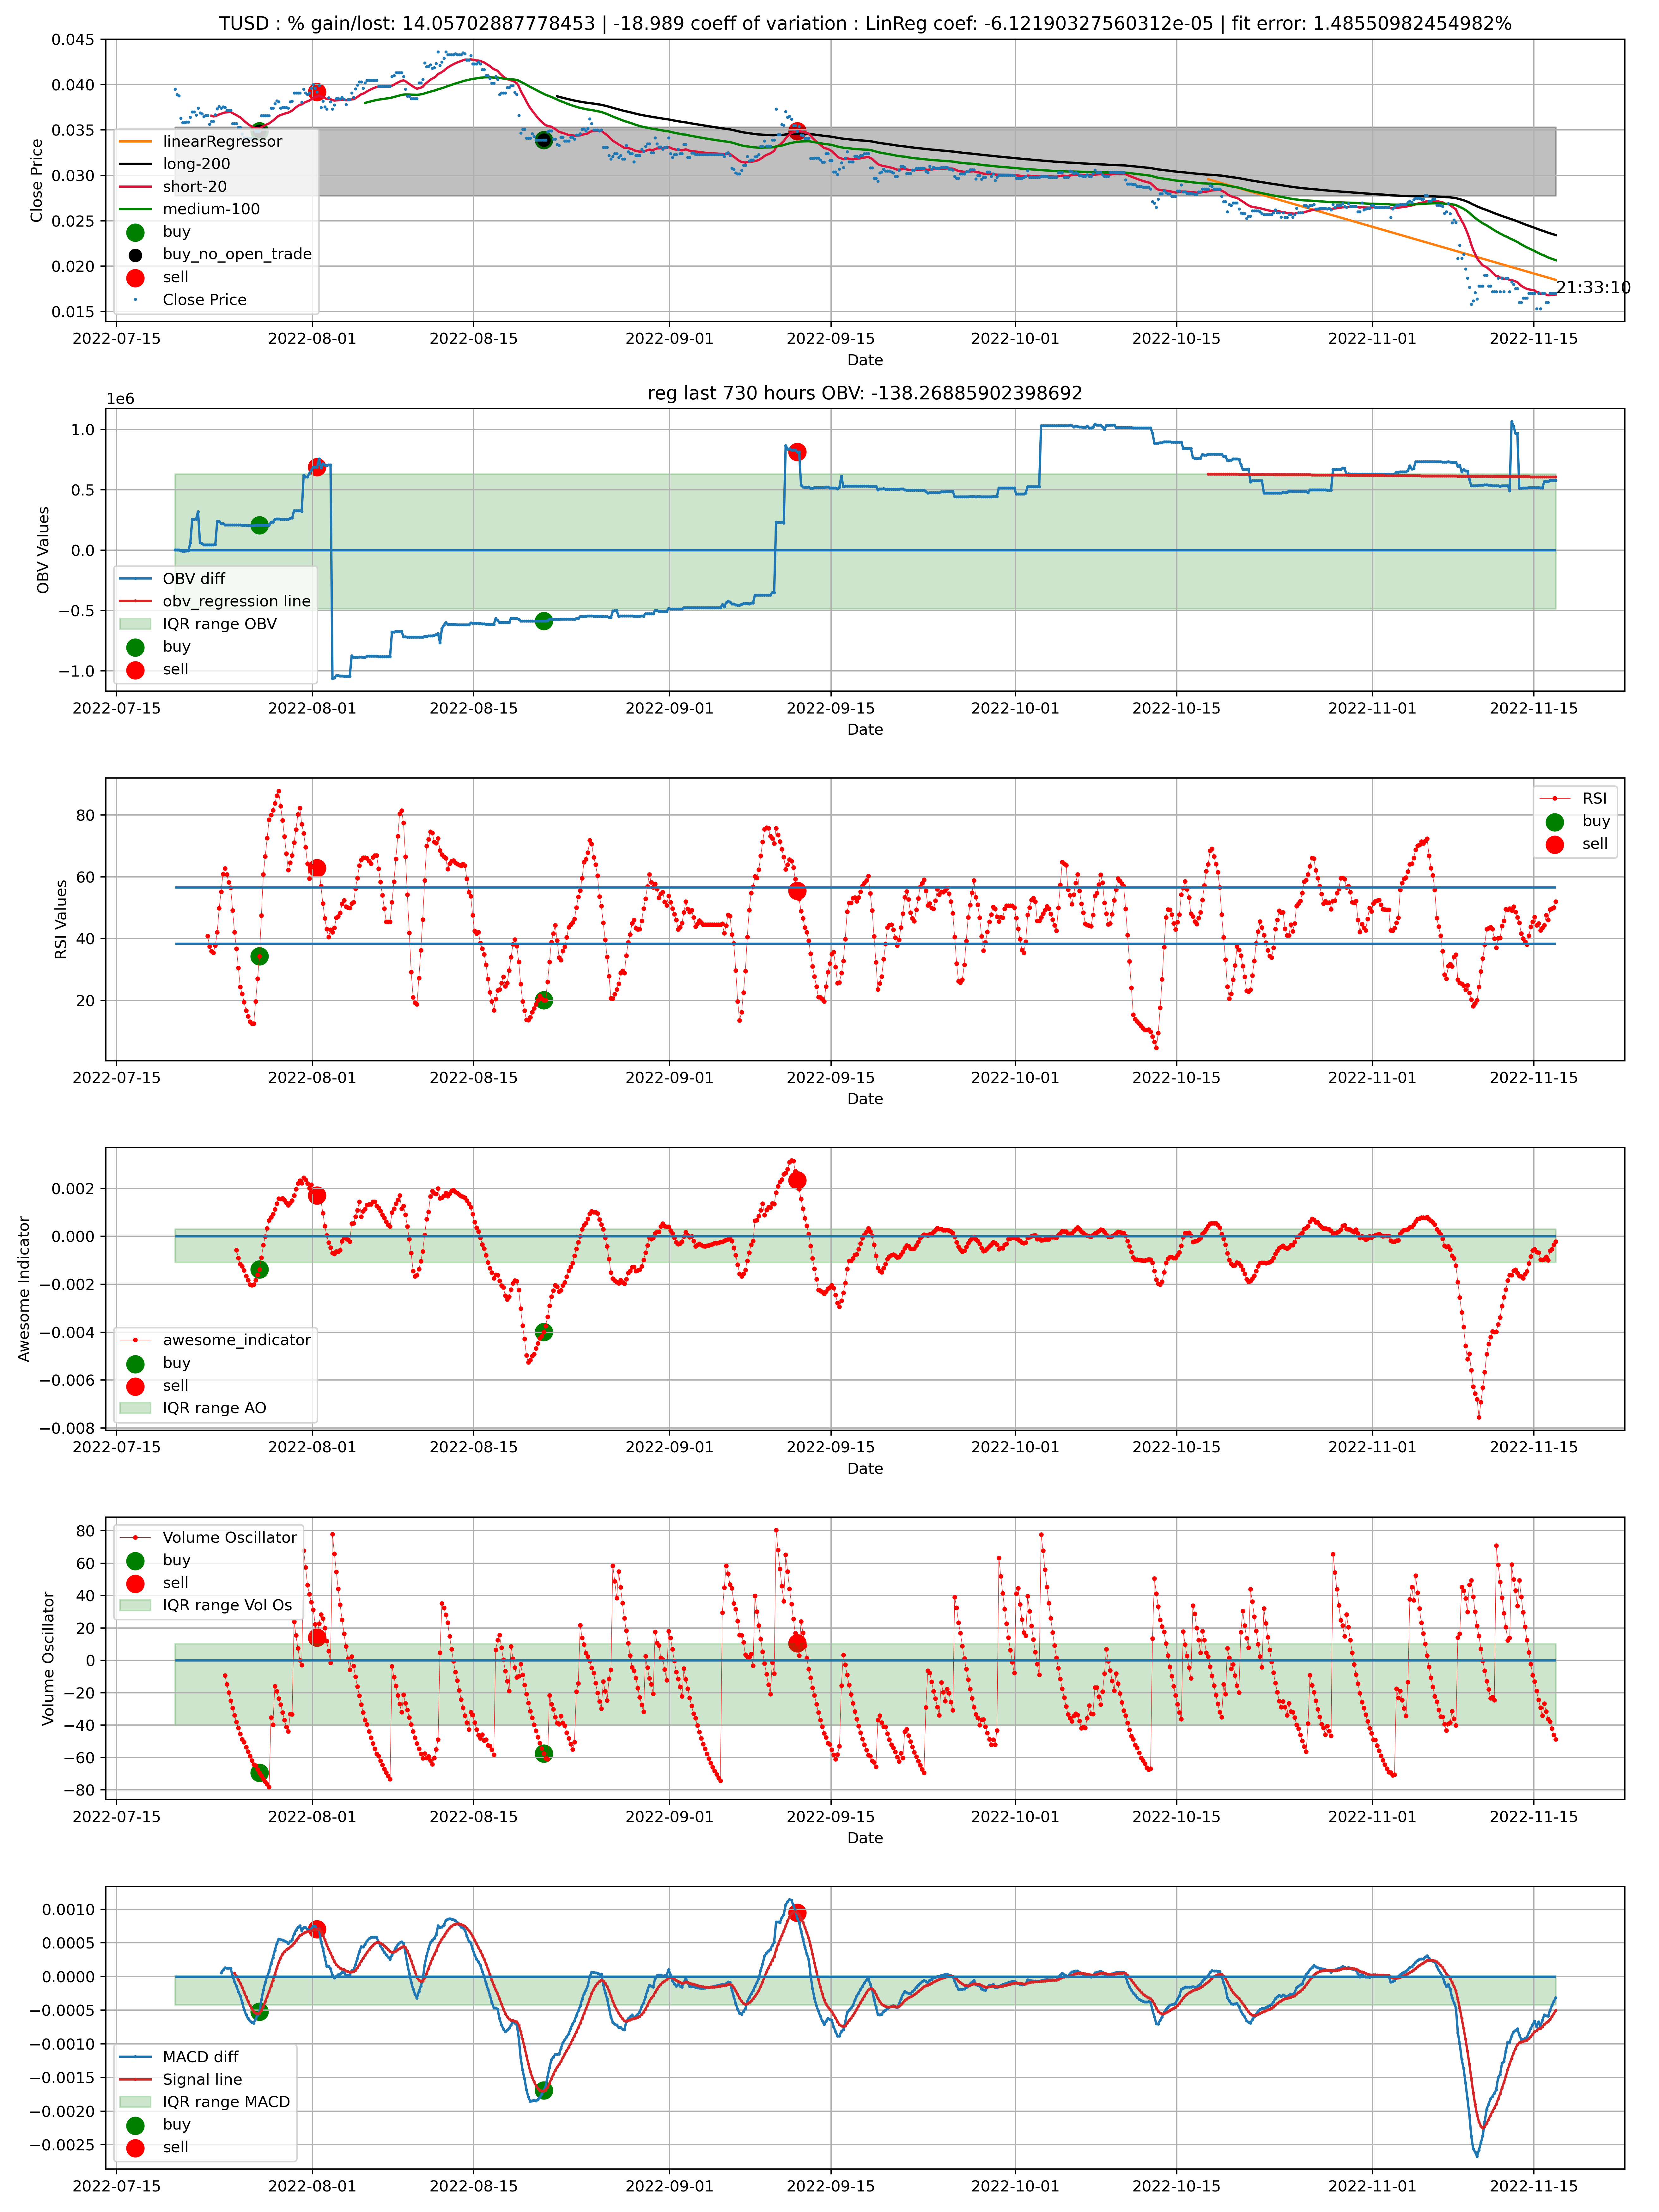 TUSD : % gain/lost: 14.05702887778453 | -18.989 coeff of variation : LinReg coef: -6.12190327560312e-05 | fit error: 1.48550982454982%
0.045
0.040
0.035
0.030
0.025
0.020
0.015
Close Price
linearRegressor
long-200
short-20
medium-100
buy
buy_no_open_trade
sell
Close Price
21:33:10
2022-07-15 2022-08-01 2022-08-15 2022-09-01 2022-09-15 2022-10-01 2022-10-15 2022-11-01 2022-11-15
Date
reg last 730 hours OBV: -138.26885902398692
1e6
1.0
0.5
0.0
−0.5
−1.0
OBV Values
OBV diff
obv_regression line
IQR range OBV
buy
sell
2022-07-15 2022-08-01 2022-08-15 2022-09-01 2022-09-15 2022-10-01 2022-10-15 2022-11-01 2022-11-15
Date
80
60
40
20
RSI Values
RSI
buy
sell
2022-07-15 2022-08-01 2022-08-15 2022-09-01 2022-09-15 2022-10-01 2022-10-15 2022-11-01 2022-11-15
Date
0.002
0.000
−0.002
−0.004
−0.006
−0.008
Awesome Indicator
awesome_indicator
buy
sell
IQR range AO
2022-07-15 2022-08-01 2022-08-15 2022-09-01 2022-09-15 2022-10-01 2022-10-15 2022-11-01 2022-11-15
Date
80
60
40
20
0
−20
−40
−60
−80
Volume Oscillator
Volume Oscillator
buy
sell
IQR range Vol Os
2022-07-15 2022-08-01 2022-08-15 2022-09-01 2022-09-15 2022-10-01 2022-10-15 2022-11-01 2022-11-15
Date
0.0010
0.0005
0.0000
−0.0005
−0.0010
−0.0015
−0.0020
−0.0025
MACD diff
Signal line
IQR range MACD
buy
sell
2022-07-15 2022-08-01 2022-08-15 2022-09-01 2022-09-15 2022-10-01 2022-10-15 2022-11-01 2022-11-15